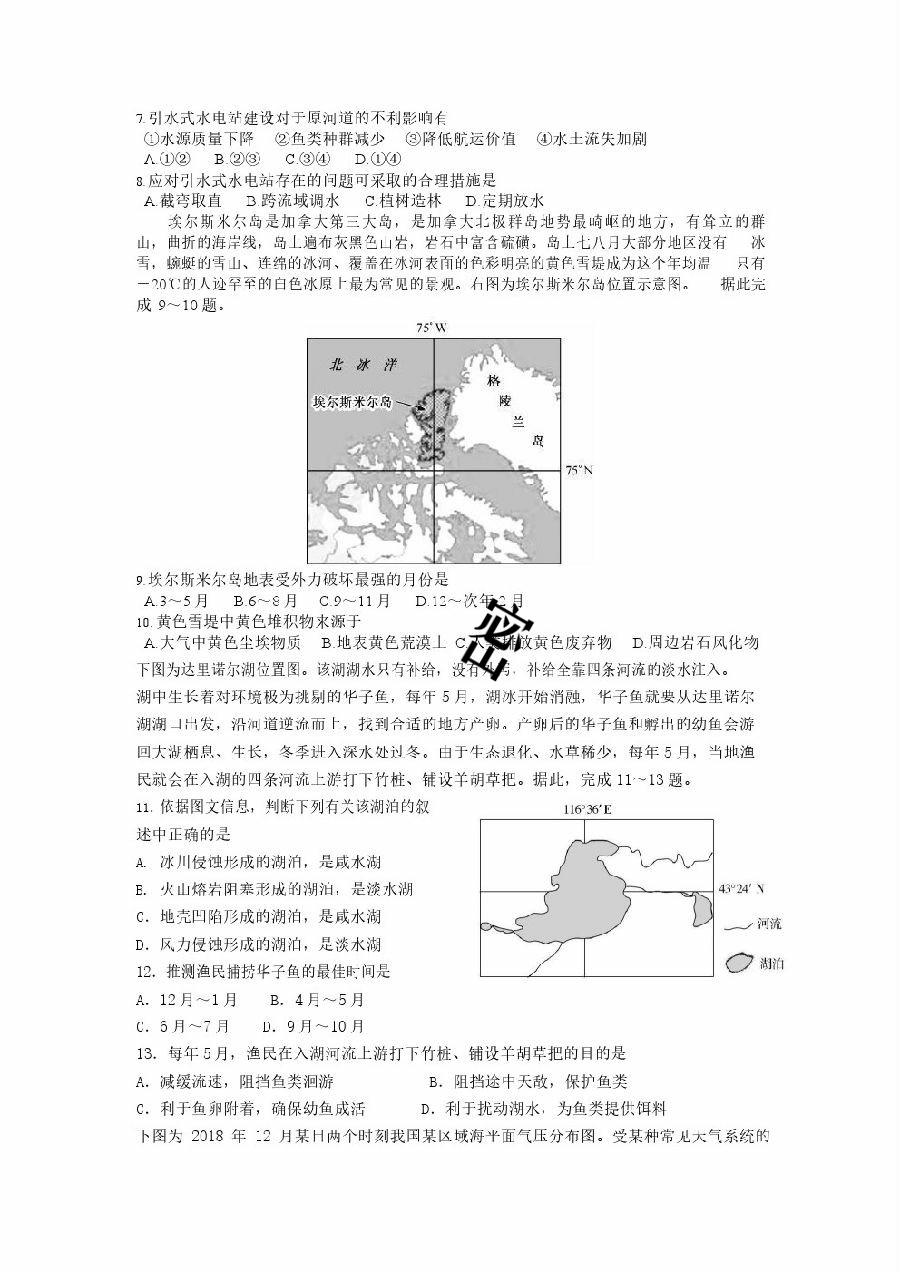 7.引水式水电站建设对于原河道的不利影响有
①水源质量下降 ②鱼类种群减少 ③降低航运价值 ④水土流失加剧
A.①② B.②③ C.③④ D.①④
8.应对引水式水电站存在的问题可采取的合理措施是
A.截弯取直 B.跨流域调水 C.植树造林 D.定期放水
埃尔斯米尔岛是加拿大第三大岛，是加拿大北极群岛地势最崎岖的地方，有耸立的群
山，曲折的海岸线，岛上遍布灰黑色山岩，岩石中富含硫磺。岛上七八月大部分地区没有 冰
雪，蜿蜒的雪山、连绵的冰河、覆盖在冰河表面的色彩明亮的黄色雪堤成为这个年均温 只有
－20℃的人迹罕至的白色冰原上最为常见的景观。右图为埃尔斯米尔岛位置示意图。 据此完
成 9～10 题。
75°W
北 冰 洋
格
陵
兰
岛
埃尔斯米尔岛
75°N
9.埃尔斯米尔岛地表受外力破坏最强的月份是
A.3～5 月 B.6～8 月 C.9～11 月 D.12～次年2 月
10.黄色雪堤中黄色堆积物来源于
A.大气中黄色尘埃物质 B.地表黄色荒漠土 C.人类排放黄色废弃物 D.周边岩石风化物
密
下图为达里诺尔湖位置图。该湖湖水只有补给，没有外泻，补给全靠四条河流的淡水注入。
湖中生长着对环境极为挑剔的华子鱼，每年 5 月，湖冰开始消融，华子鱼就要从达里诺尔
湖湖口出发，沿河道逆流而上，找到合适的地方产卵。产卵后的华子鱼和孵出的幼鱼会游
回大湖栖息、生长，冬季进入深水处过冬。由于生态退化、水草稀少，每年 5 月，当地渔
民就会在入湖的四条河流上游打下竹桩、铺设羊胡草把。据此，完成 11～13 题。
11. 依据图文信息，判断下列有关该湖泊的叙
述中正确的是
A. 冰川侵蚀形成的湖泊，是咸水湖
B. 火山熔岩阻塞形成的湖泊，是淡水湖
C. 地壳凹陷形成的湖泊，是咸水湖
D. 风力侵蚀形成的湖泊，是淡水湖
116°36′E
43°24′N
河流
湖泊
12. 推测渔民捕捞华子鱼的最佳时间是
A. 12 月～1 月 B. 4 月～5 月
C. 6 月～7 月 D. 9 月～10 月
13. 每年 5 月，渔民在入湖河流上游打下竹桩、铺设羊胡草把的目的是
A. 减缓流速，阻挡鱼类洄游 B. 阻挡途中天敌，保护鱼类
C. 利于鱼卵附着，确保幼鱼成活 D. 利于扰动湖水，为鱼类提供饵料
下图为 2018 年 12 月某日两个时刻我国某区域海平面气压分布图。受某种常见天气系统的